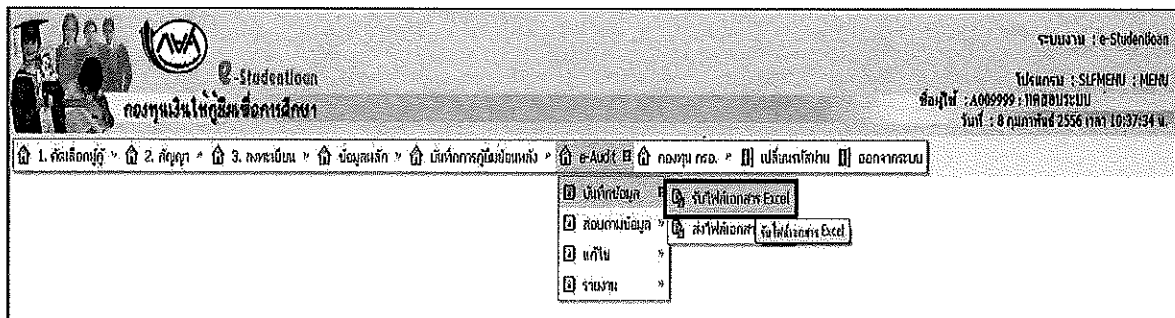 กยศ
ระบบงาน : e-Studentloan
e-Studentloan
โปรแกรม : SLFMENU : MENU
กองทุนเงินให้กู้ยืมเพื่อการศึกษา
ชื่อผู้ใช้ : A009999 : ทดสอบระบบ
วันที่ : 8 กุมภาพันธ์ 2556 เวลา 10:37:34 น.
1. คัดเลือกผู้กู้ » 2. สัญญา » 3. ลงทะเบียน » ข้อมูลหลัก » บันทึกการกู้ยืมย้อนหลัง » e-Audit กองทุน กรอ. » เปลี่ยนรหัสผ่าน ออกจากระบบ
บันทึกข้อมูล รับไฟล์เอกสาร Excel
สอบถามข้อมูล » ส่งไฟล์เอกสา รับไฟล์เอกสาร Excel
แก้ไข »
รายงาน »